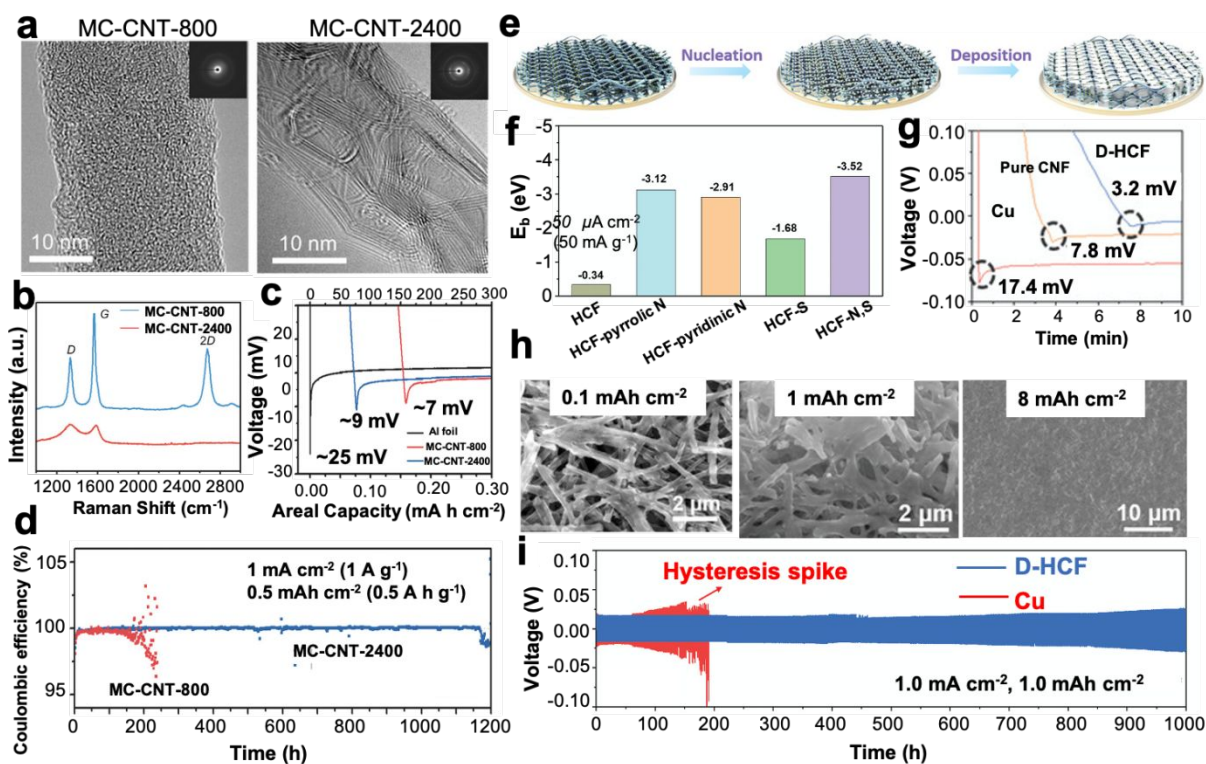 a
MC-CNT-800
MC-CNT-2400
10 nm
10 nm
b
G
MC-CNT-800
MC-CNT-2400
D
2D
Intensity (a.u.)
1200 2000 2400 2800
Raman Shift (cm-1)
c
0 50 100 150 200 250 300
20
10
0
-10
-20
-30
Voltage (mV)
~9 mV
~7 mV
~25 mV
Al foil
MC-CNT-800
MC-CNT-2400
0.00 0.10 0.20 0.30
Areal Capacity (mA h cm-2)
d
105
100
95
Coulombic efficiency (%)
1 mA cm-2 (1 A g-1)
0.5 mAh cm-2 (0.5 A h g-1)
MC-CNT-2400
MC-CNT-800
0 200 400 600 800 1000 1200
Time (h)
e
Nucleation
Deposition
f
-5
-4
-3
-2
-1
0
Eb (eV)
50 μA cm-2
(50 mA g-1)
-0.34
-3.12
-2.91
-1.68
-3.52
HCF
HCF-pyrrolic N
HCF-pyridinic N
HCF-S
HCF-N,S
g
0.10
0.05
0.00
-0.05
-0.10
Voltage (V)
D-HCF
Pure CNF
3.2 mV
Cu
7.8 mV
17.4 mV
0 2 4 6 8 10
Time (min)
h
0.1 mAh cm-2
1 mAh cm-2
8 mAh cm-2
2 μm
2 μm
10 μm
i
0.10
0.05
0.00
-0.05
-0.10
Voltage (V)
Hysteresis spike
D-HCF
Cu
1.0 mA cm-2, 1.0 mAh cm-2
0 100 200 300 400 500 600 700 800 900 1000
Time (h)